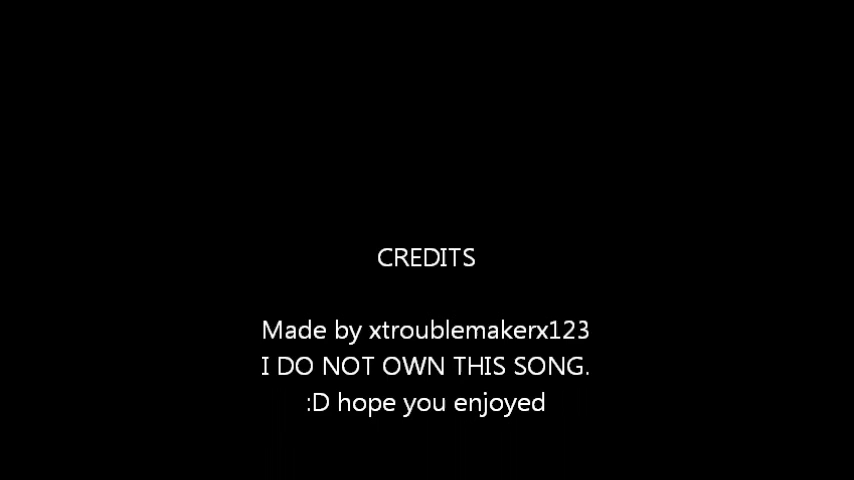 CREDITS
Made by xtroublemakerx123
I DO NOT OWN THIS SONG.
:D hope you enjoyed